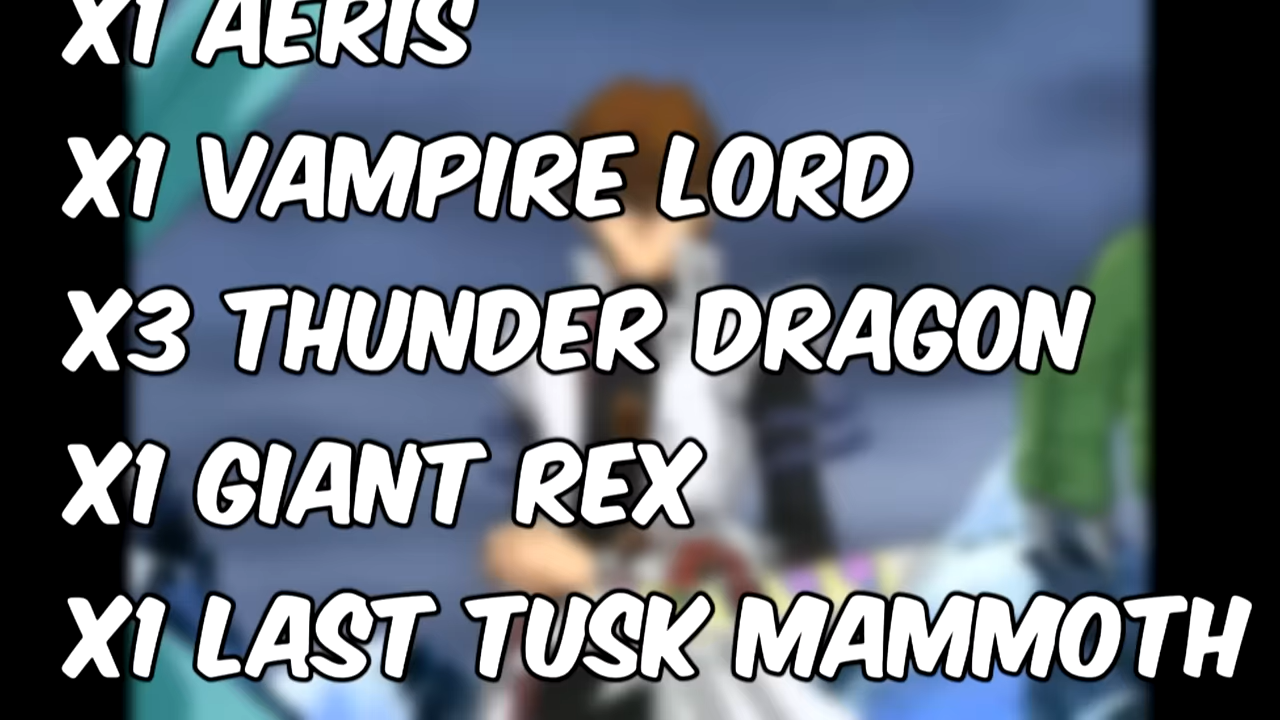 X1 AERIS
X1 VAMPIRE LORD
X3 THUNDER DRAGON
X1 GIANT REX
X1 LAST TUSK MAMMOTH